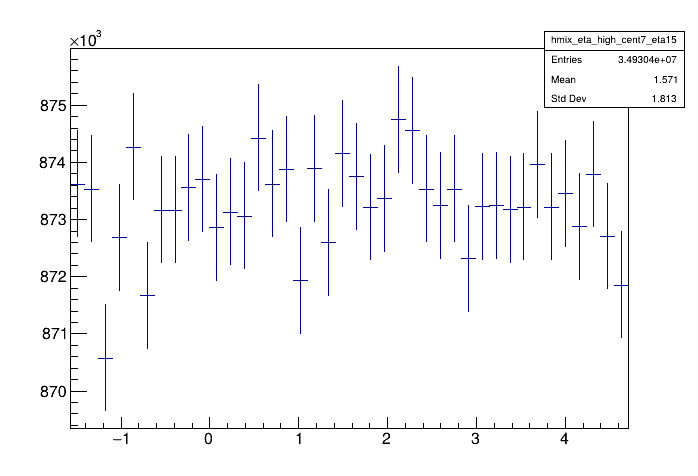 ×10³
hmix_eta_high_cent7_eta15
Entries 3.49304e+07
Mean 1.571
Std Dev 1.813
875
874
873
872
871
870
−1 0 1 2 3 4